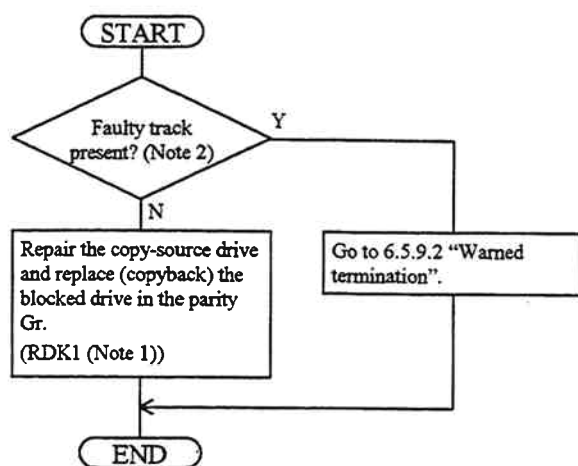 START
Faulty track
present? (Note 2)
Y
N
Repair the copy-source drive
and replace (copyback) the
blocked drive in the parity
Gr.
(RDK1 (Note 1))
Go to 6.5.9.2 “Warned
termination”.
END